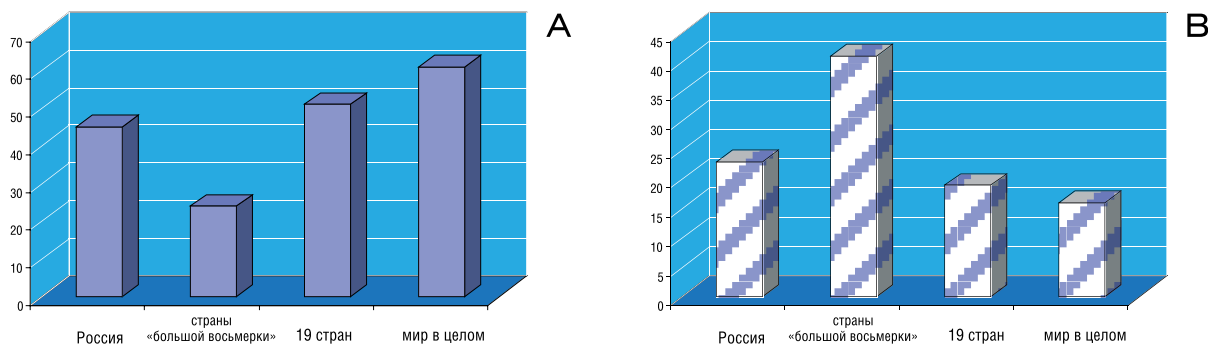 A
70
60
50
40
30
20
10
0
Россия
страны
«большой восьмерки»
19 стран
мир в целом
B
45
40
35
30
25
20
15
10
5
0
Россия
страны
«большой восьмерки»
19 стран
мир в целом